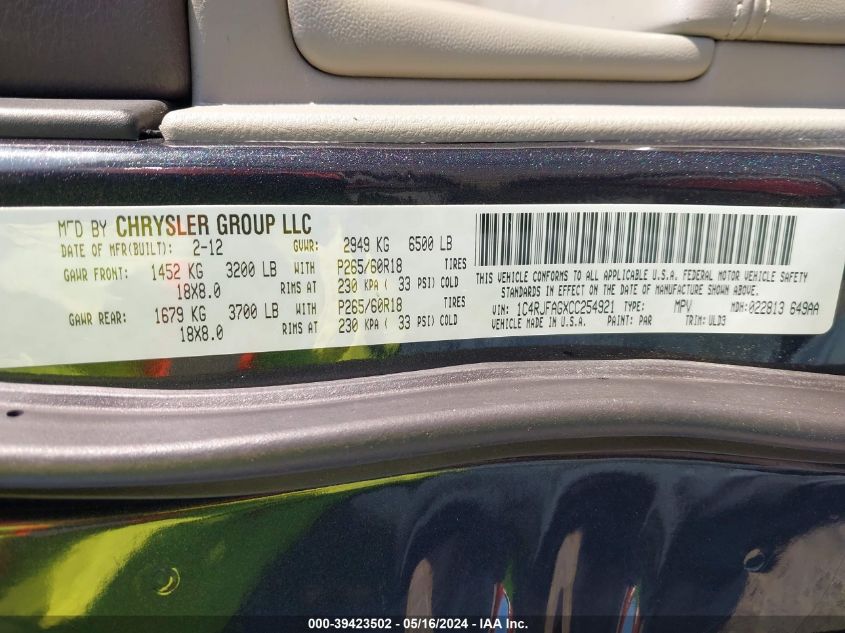 MFD BY CHRYSLER GROUP LLC
DATE OF MFR(BUILT): 2-12 GVWR: 2949 KG 6500 LB
GAWR FRONT: 1452 KG 3200 LB WITH P265/60R18 TIRES
18X8.0 RIMS AT 230 KPA ( 33 PSI) COLD
GAWR REAR: 1679 KG 3700 LB WITH P265/60R18 TIRES
18X8.0 RIMS AT 230 KPA ( 33 PSI) COLD
THIS VEHICLE CONFORMS TO ALL APPLICABLE U.S.A. FEDERAL MOTOR VEHICLE SAFETY
STANDARDS IN EFFECT ON THE DATE OF MANUFACTURE SHOWN ABOVE.
VIN: 1C4RJFAGXCC254921 TYPE: MPV MDH: 022813 649AA
VEHICLE MADE IN U.S.A. PAINT: PAR TRIM: ULD3
000-39423502 - 05/16/2024 - IAA Inc.